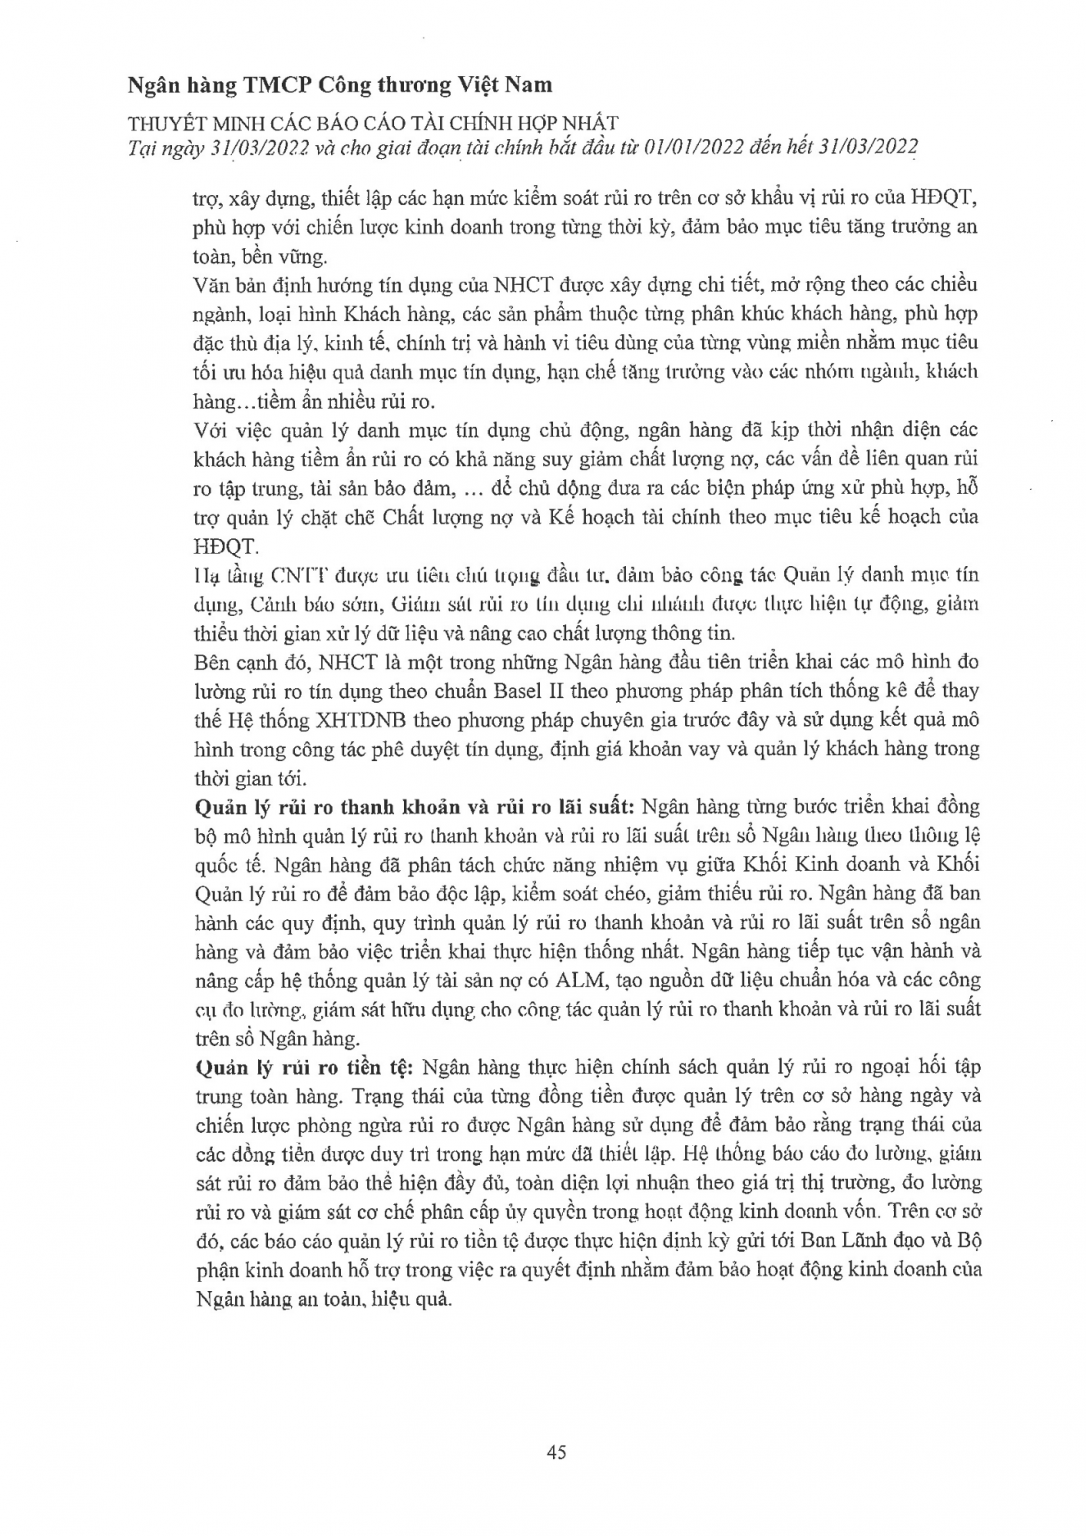 Ngân hàng TMCP Công thương Việt Nam
THUYẾT MINH CÁC BÁO CÁO TÀI CHÍNH HỢP NHẤT
Tại ngày 31/03/2022 và cho giai đoạn tài chính bắt đầu từ 01/01/2022 đến hết 31/03/2022
trợ, xây dựng, thiết lập các hạn mức kiểm soát rủi ro trên cơ sở khẩu vị rủi ro của HĐQT,
phù hợp với chiến lược kinh doanh trong từng thời kỳ, đảm bảo mục tiêu tăng trưởng an
toàn, bền vững.
Văn bản định hướng tín dụng của NHCT được xây dựng chi tiết, mở rộng theo các chiều
ngành, loại hình Khách hàng, các sản phẩm thuộc từng phân khúc khách hàng, phù hợp
đặc thù địa lý, kinh tế, chính trị và hành vi tiêu dùng của từng vùng miền nhằm mục tiêu
tối ưu hóa hiệu quả danh mục tín dụng, hạn chế tăng trưởng vào các nhóm ngành, khách
hàng…tiềm ẩn nhiều rủi ro.
Với việc quản lý danh mục tín dụng chủ động, ngân hàng đã kịp thời nhận diện các
khách hàng tiềm ẩn rủi ro có khả năng suy giảm chất lượng nợ, các vấn đề liên quan rủi
ro tập trung, tài sản bảo đảm, … để chủ động đưa ra các biện pháp ứng xử phù hợp, hỗ
trợ quản lý chặt chẽ Chất lượng nợ và Kế hoạch tài chính theo mục tiêu kế hoạch của
HĐQT.
Hạ tầng CNTT được ưu tiên chú trọng đầu tư, đảm bảo công tác Quản lý danh mục tín
dụng, Cảnh báo sớm, Giám sát rủi ro tín dụng chi nhánh được thực hiện tự động, giảm
thiểu thời gian xử lý dữ liệu và nâng cao chất lượng thông tin.
Bên cạnh đó, NHCT là một trong những Ngân hàng đầu tiên triển khai các mô hình đo
lường rủi ro tín dụng theo chuẩn Basel II theo phương pháp phân tích thống kê để thay
thế Hệ thống XHTDNB theo phương pháp chuyên gia trước đây và sử dụng kết quả mô
hình trong công tác phê duyệt tín dụng, định giá khoản vay và quản lý khách hàng trong
thời gian tới.
Quản lý rủi ro thanh khoản và rủi ro lãi suất: Ngân hàng từng bước triển khai đồng
bộ mô hình quản lý rủi ro thanh khoản và rủi ro lãi suất trên sổ Ngân hàng theo thông lệ
quốc tế. Ngân hàng đã phân tách chức năng nhiệm vụ giữa Khối Kinh doanh và Khối
Quản lý rủi ro để đảm bảo độc lập, kiểm soát chéo, giảm thiểu rủi ro. Ngân hàng đã ban
hành các quy định, quy trình quản lý rủi ro thanh khoản và rủi ro lãi suất trên sổ ngân
hàng và đảm bảo việc triển khai thực hiện thống nhất. Ngân hàng tiếp tục vận hành và
nâng cấp hệ thống quản lý tài sản nợ có ALM, tạo nguồn dữ liệu chuẩn hóa và các công
cụ đo lường, giám sát hữu dụng cho công tác quản lý rủi ro thanh khoản và rủi ro lãi suất
trên sổ Ngân hàng.
Quản lý rủi ro tiền tệ: Ngân hàng thực hiện chính sách quản lý rủi ro ngoại hối tập
trung toàn hàng. Trạng thái của từng đồng tiền được quản lý trên cơ sở hàng ngày và
chiến lược phòng ngừa rủi ro được Ngân hàng sử dụng để đảm bảo rằng trạng thái của
các đồng tiền được duy trì trong hạn mức đã thiết lập. Hệ thống báo cáo đo lường, giám
sát rủi ro đảm bảo thể hiện đầy đủ, toàn diện lợi nhuận theo giá trị thị trường, đo lường
rủi ro và giám sát cơ chế phân cấp ủy quyền trong hoạt động kinh doanh vốn. Trên cơ sở
đó, các báo cáo quản lý rủi ro tiền tệ được thực hiện định kỳ gửi tới Ban Lãnh đạo và Bộ
phận kinh doanh hỗ trợ trong việc ra quyết định nhằm đảm bảo hoạt động kinh doanh của
Ngân hàng an toàn, hiệu quả.
45